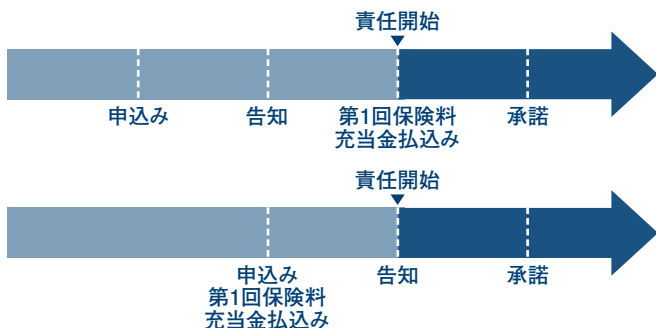 責任開始
申込み
告知
第1回保険料
充当金払込み
承諾
責任開始
申込み
第1回保険料
充当金払込み
告知
承諾